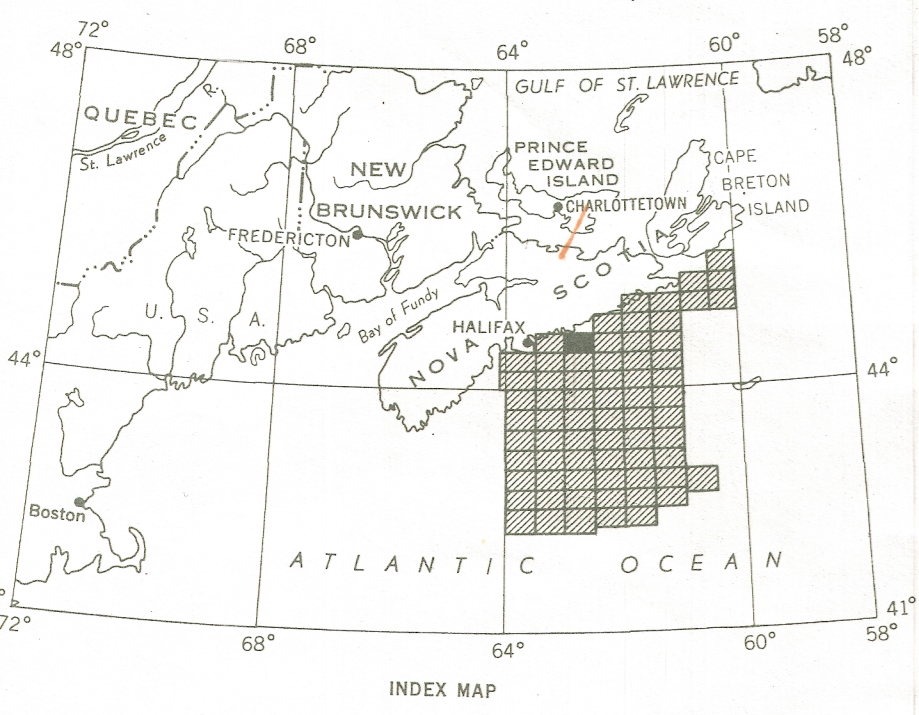 72°
68°
64°
60°
58°
48°
48°
GULF OF ST. LAWRENCE
R.
QUEBEC
St. Lawrence
PRINCE
EDWARD
ISLAND
NEW
BRUNSWICK
CAPE
BRETON
ISLAND
CHARLOTTETOWN
FREDERICTON
NOVA SCOTIA
U. S. A.
Bay of Fundy
HALIFAX
44°
44°
Boston
ATLANTIC OCEAN
41°
72°
68°
64°
60°
58°
INDEX MAP